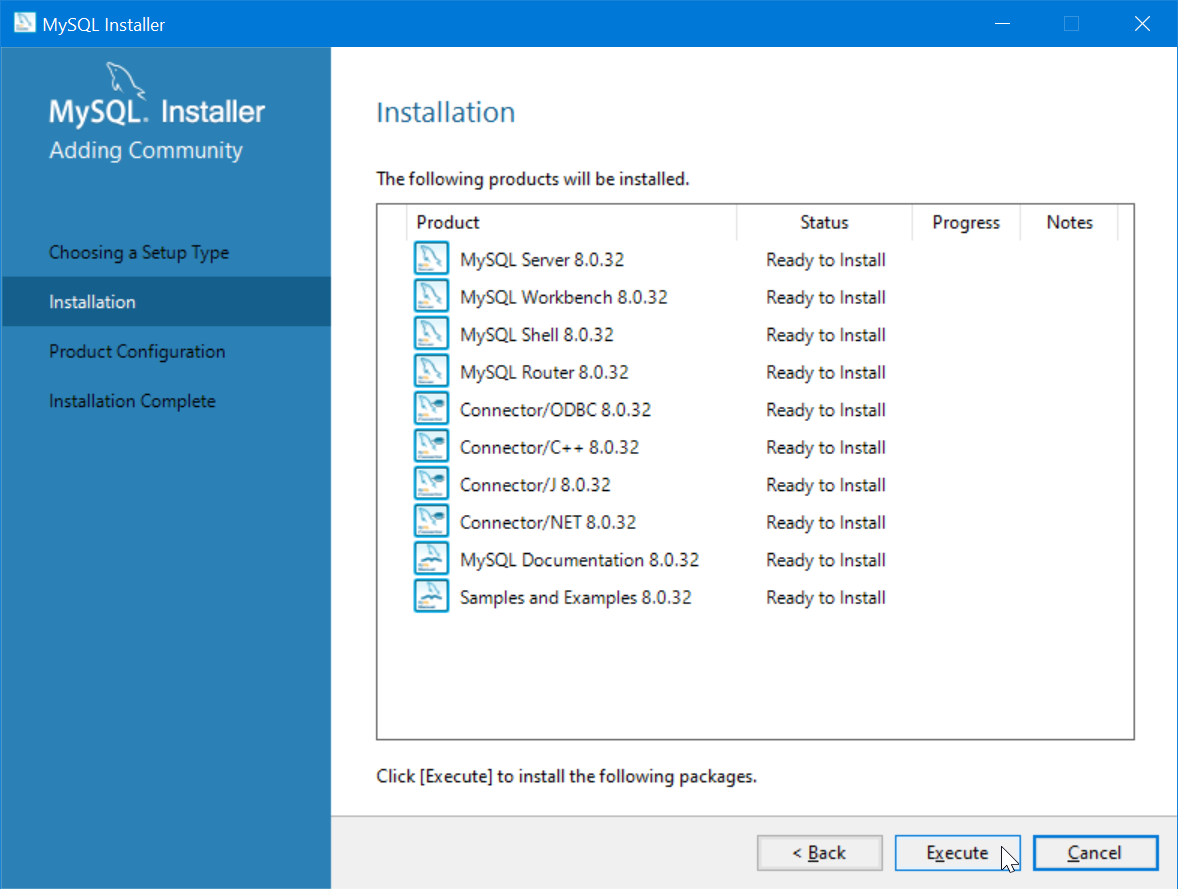 MySQL Installer
MySQL. Installer
Adding Community
Choosing a Setup Type
Installation
Product Configuration
Installation Complete
Installation
The following products will be installed.
Product Status Progress Notes
MySQL Server 8.0.32 Ready to Install
MySQL Workbench 8.0.32 Ready to Install
MySQL Shell 8.0.32 Ready to Install
MySQL Router 8.0.32 Ready to Install
Connector/ODBC 8.0.32 Ready to Install
Connector/C++ 8.0.32 Ready to Install
Connector/J 8.0.32 Ready to Install
Connector/NET 8.0.32 Ready to Install
MySQL Documentation 8.0.32 Ready to Install
Samples and Examples 8.0.32 Ready to Install
Click [Execute] to install the following packages.
< Back Execute Cancel